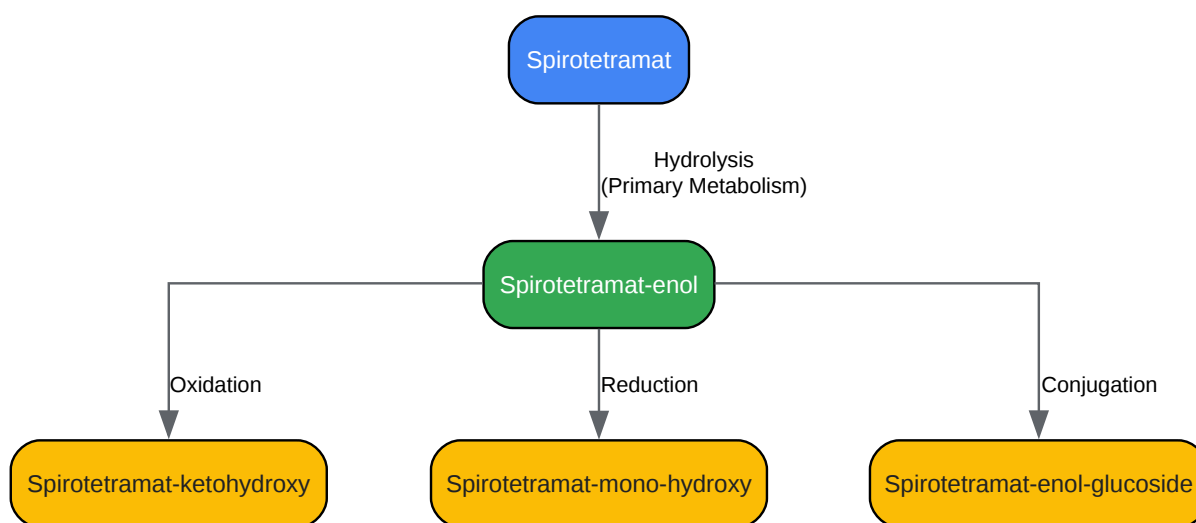 Spirotetramat
Hydrolysis
(Primary Metabolism)
Spirotetramat-enol
Oxidation
Reduction
Conjugation
Spirotetramat-ketohydroxy
Spirotetramat-mono-hydroxy
Spirotetramat-enol-glucoside